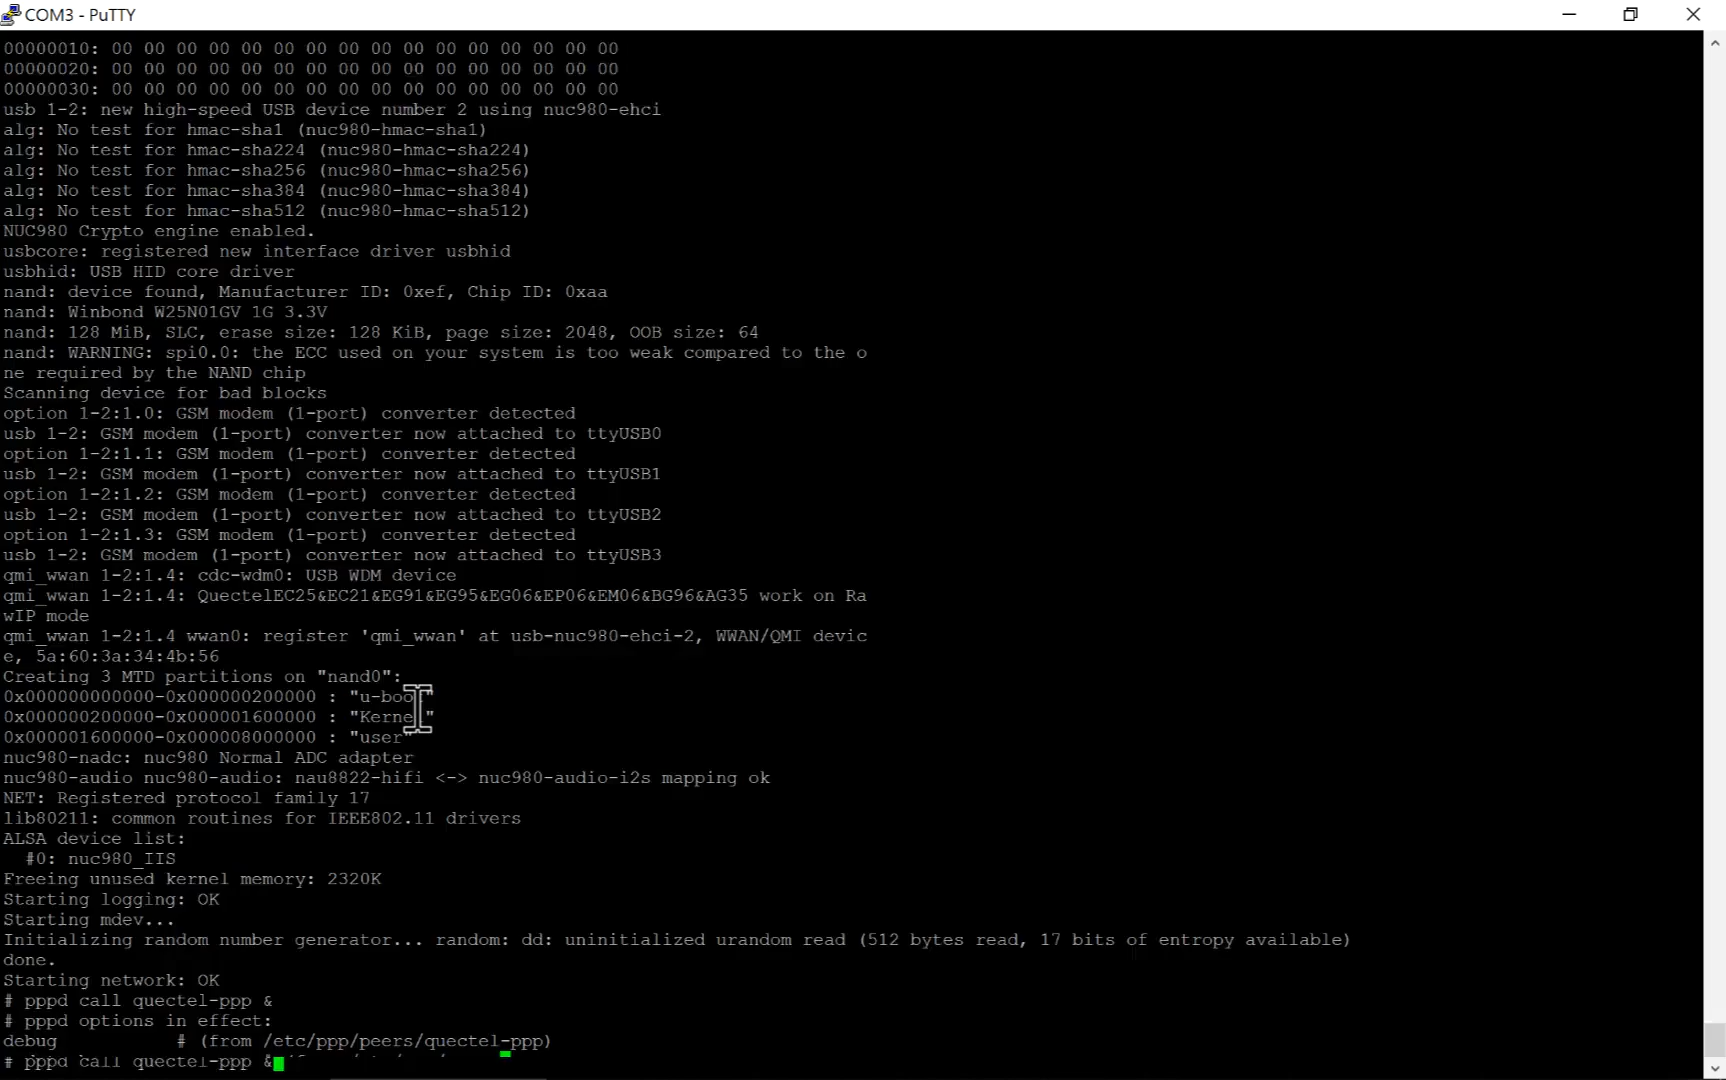 COM3 - PuTTY
00000010: 00 00 00 00 00 00 00 00 00 00 00 00 00 00 00 00
00000020: 00 00 00 00 00 00 00 00 00 00 00 00 00 00 00 00
00000030: 00 00 00 00 00 00 00 00 00 00 00 00 00 00 00 00
usb 1-2: new high-speed USB device number 2 using nuc980-ehci
alg: No test for hmac-sha1 (nuc980-hmac-sha1)
alg: No test for hmac-sha224 (nuc980-hmac-sha224)
alg: No test for hmac-sha256 (nuc980-hmac-sha256)
alg: No test for hmac-sha384 (nuc980-hmac-sha384)
alg: No test for hmac-sha512 (nuc980-hmac-sha512)
NUC980 Crypto engine enabled.
usbcore: registered new interface driver usbhid
usbhid: USB HID core driver
nand: device found, Manufacturer ID: 0xef, Chip ID: 0xaa
nand: Winbond W25N01GV 1G 3.3V
nand: 128 MiB, SLC, erase size: 128 KiB, page size: 2048, OOB size: 64
nand: WARNING: spi0.0: the ECC used on your system is too weak compared to the o
ne required by the NAND chip
Scanning device for bad blocks
option 1-2:1.0: GSM modem (1-port) converter detected
usb 1-2: GSM modem (1-port) converter now attached to ttyUSB0
option 1-2:1.1: GSM modem (1-port) converter detected
usb 1-2: GSM modem (1-port) converter now attached to ttyUSB1
option 1-2:1.2: GSM modem (1-port) converter detected
usb 1-2: GSM modem (1-port) converter now attached to ttyUSB2
option 1-2:1.3: GSM modem (1-port) converter detected
usb 1-2: GSM modem (1-port) converter now attached to ttyUSB3
qmi_wwan 1-2:1.4: cdc-wdm0: USB WDM device
qmi_wwan 1-2:1.4: QuectelEC25&EC21&EG91&EG95&EG06&EP06&EM06&BG96&AG35 work on Ra
wIP mode
qmi_wwan 1-2:1.4 wwan0: register 'qmi_wwan' at usb-nuc980-ehci-2, WWAN/QMI devic
e, 5a:60:3a:34:4b:56
Creating 3 MTD partitions on "nand0":
0x000000000000-0x000000200000 : "u-boot"
0x000000200000-0x000001600000 : "Kernel"
0x000001600000-0x000008000000 : "user"
nuc980-nadc: nuc980 Normal ADC adapter
nuc980-audio nuc980-audio: nau8822-hifi <-> nuc980-audio-i2s mapping ok
NET: Registered protocol family 17
lib80211: common routines for IEEE802.11 drivers
ALSA device list:
  #0: nuc980_IIS
Freeing unused kernel memory: 2320K
Starting logging: OK
Starting mdev...
Initializing random number generator... random: dd: uninitialized urandom read (512 bytes read, 17 bits of entropy available)
done.
Starting network: OK
# pppd call quectel-ppp &
# pppd options in effect:
debug           # (from /etc/ppp/peers/quectel-ppp)
# pppd call quectel-ppp &